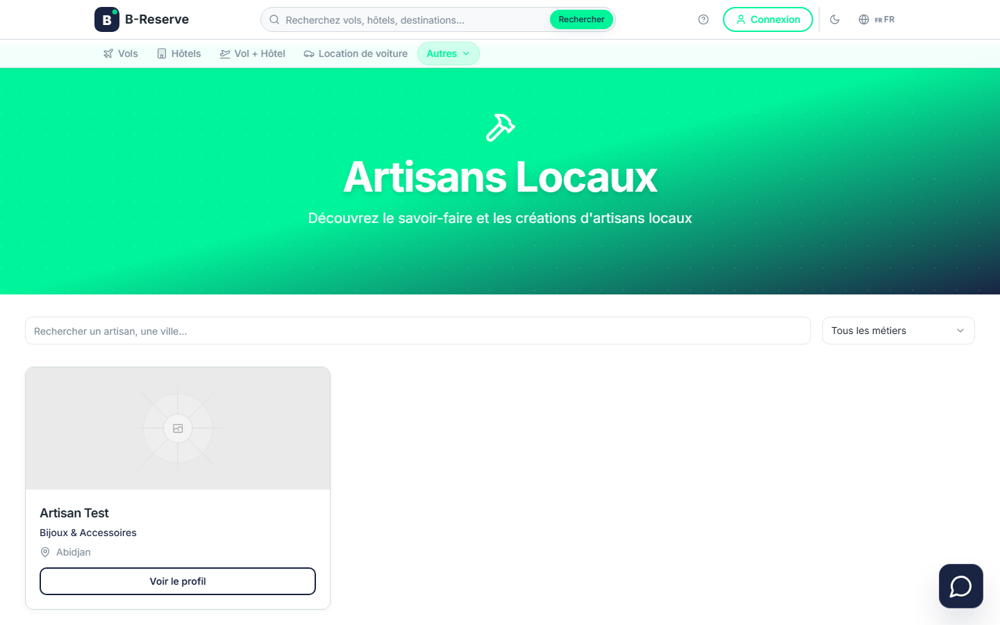 B B-Reserve
Recherchez vols, hôtels, destinations...
Rechercher
Connexion
FR FR
Vols
Hôtels
Vol + Hôtel
Location de voiture
Autres
Artisans Locaux
Découvrez le savoir-faire et les créations d'artisans locaux
Rechercher un artisan, une ville...
Tous les métiers
Artisan Test
Bijoux & Accessoires
Abidjan
Voir le profil